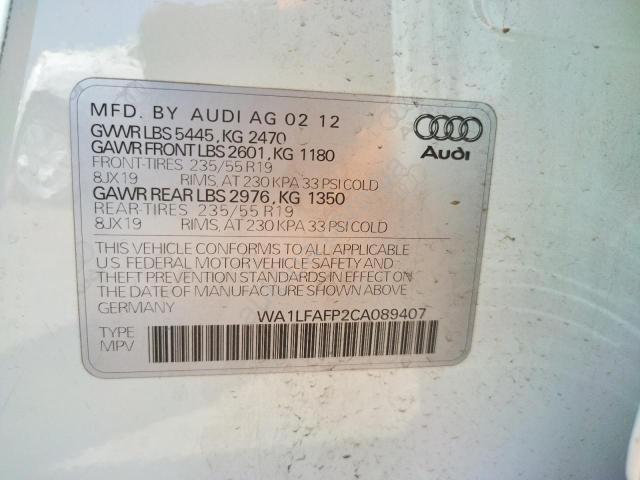 MFD. BY AUDI AG 02 12
GVWR LBS 5445, KG 2470
GAWR FRONT LBS 2601, KG 1180
FRONT-TIRES 235/55 R19
8JX19 RIMS, AT 230 KPA 33 PSI COLD
GAWR REAR LBS 2976, KG 1350
REAR-TIRES 235/55 R19
8JX19 RIMS, AT 230 KPA 33 PSI COLD
Audi
THIS VEHICLE CONFORMS TO ALL APPLICABLE
U.S. FEDERAL MOTOR VEHICLE SAFETY AND
THEFT PREVENTION STANDARDS IN EFFECT ON
THE DATE OF MANUFACTURE SHOWN ABOVE
WA1LFAFP2CA089407
TYPE
MPV